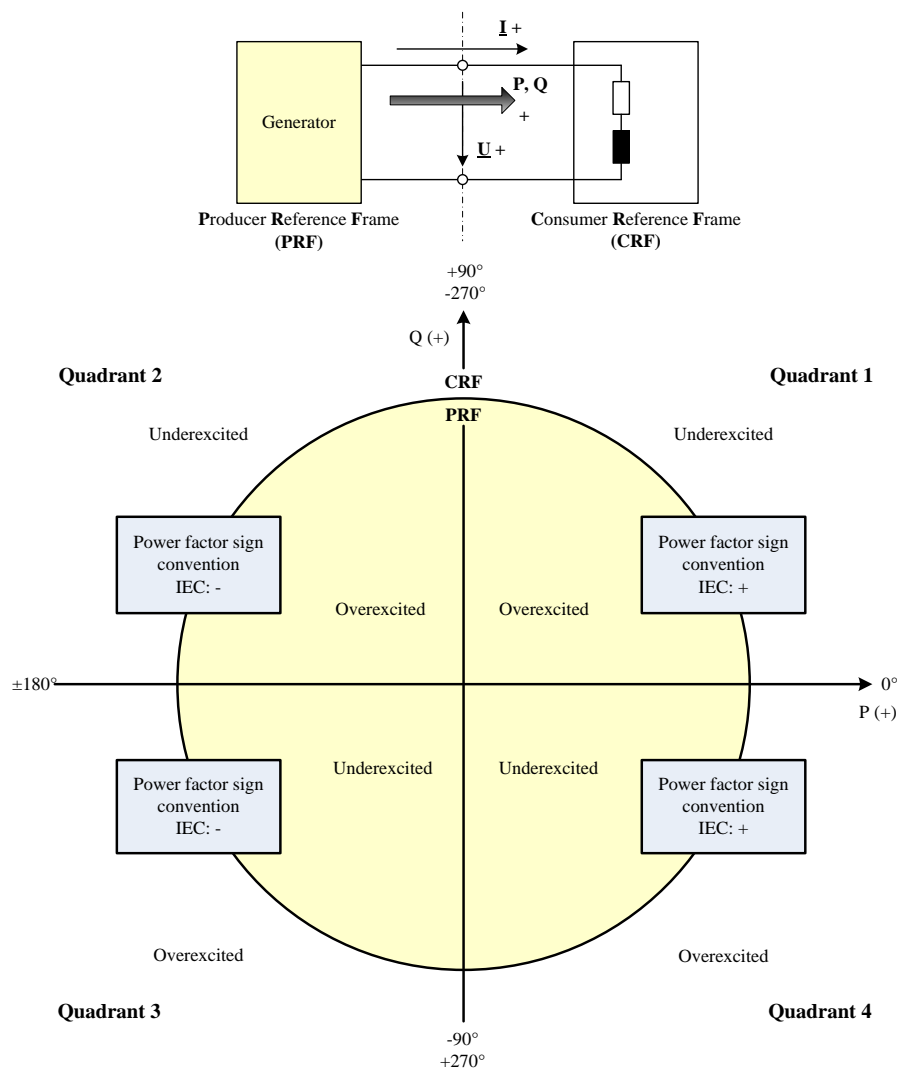 I +
P, Q
+
Generator
U +
Producer Reference Frame
(PRF)
Consumer Reference Frame
(CRF)
+90°
-270°
Q (+)
Quadrant 2
Quadrant 1
CRF
PRF
Underexcited
Underexcited
Power factor sign
convention
IEC: -
Power factor sign
convention
IEC: +
Overexcited
Overexcited
±180°
0°
P (+)
Underexcited
Underexcited
Power factor sign
convention
IEC: -
Power factor sign
convention
IEC: +
Overexcited
Overexcited
Quadrant 3
Quadrant 4
-90°
+270°